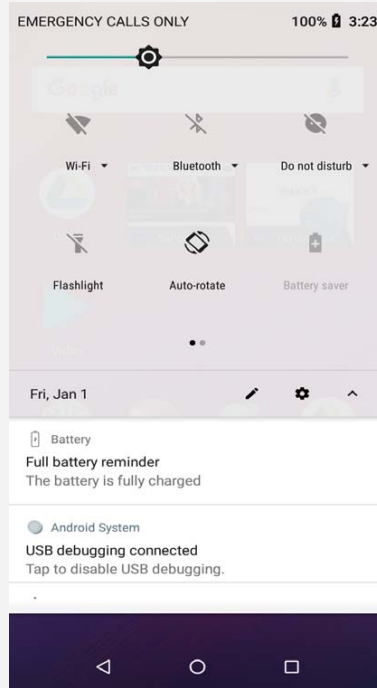 EMERGENCY CALLS ONLY 100% 3:23
Google
Wi-Fi Bluetooth Do not disturb
Flashlight Auto-rotate Battery saver
Fri, Jan 1
Battery
Full battery reminder
The battery is fully charged
Android System
USB debugging connected
Tap to disable USB debugging.